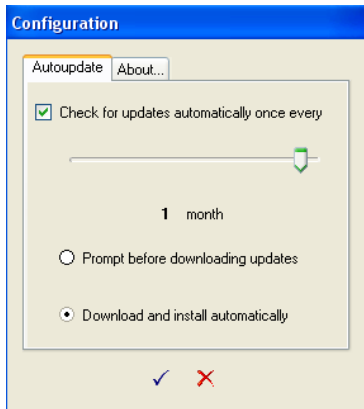 Configuration
Autoupdate About...
Check for updates automatically once every
1 month
Prompt before downloading updates
Download and install automatically